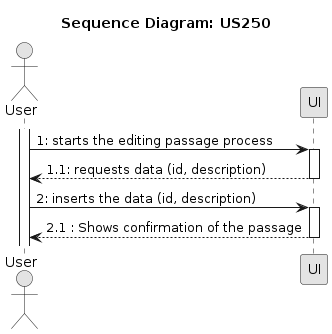 Sequence Diagram: US250
User
UI
1: starts the editing passage process
1.1: requests data (id, description)
2: inserts the data (id, description)
2.1 : Shows confirmation of the passage
User
UI